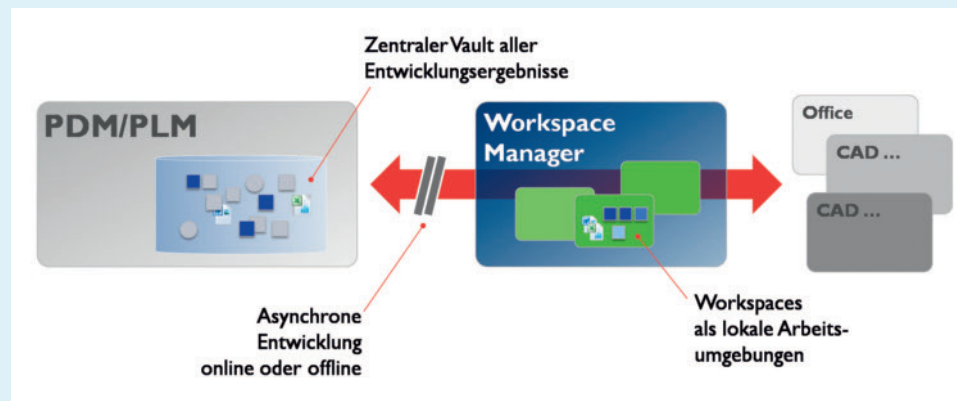 Zentraler Vault aller
Entwicklungsergebnisse
PDM/PLM
Workspace
Manager
Office
CAD ...
CAD ...
Asynchrone
Entwicklung
online oder offline
Workspaces
als lokale Arbeits-
umgebungen